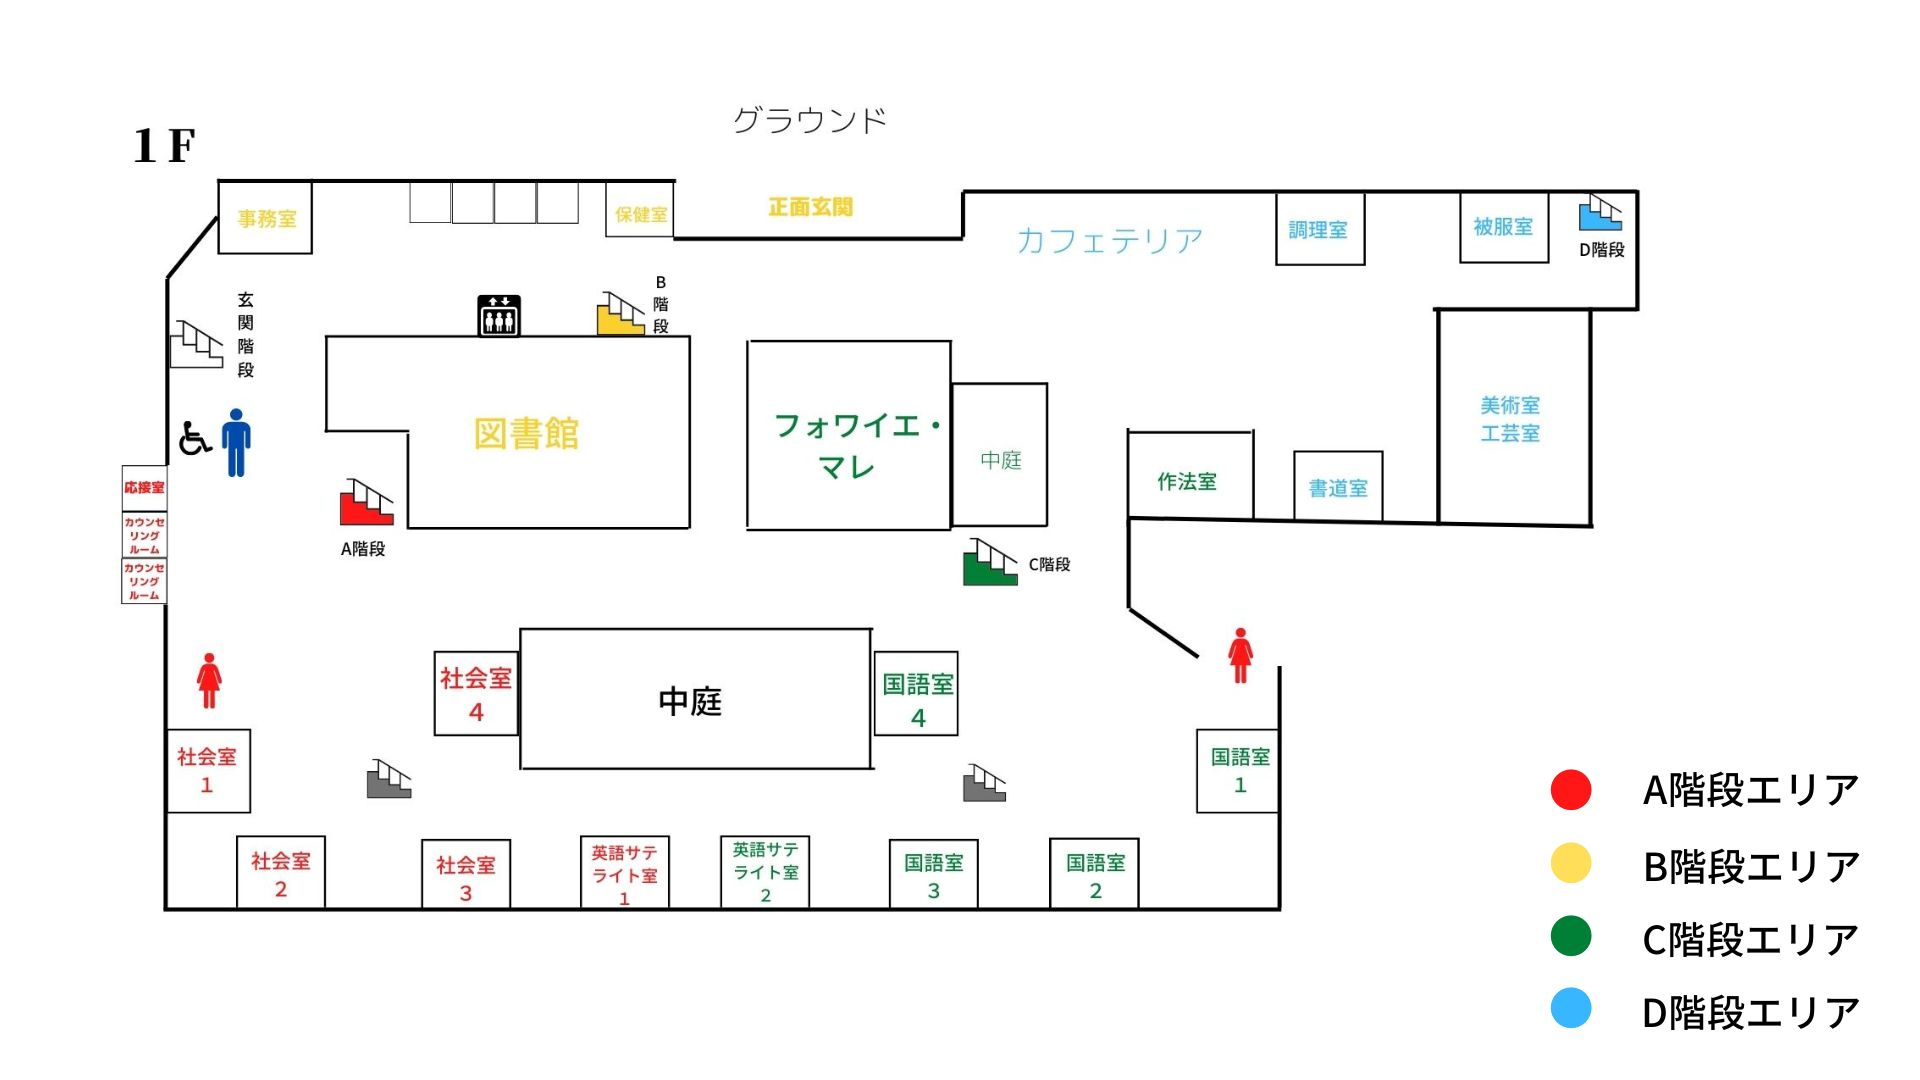 グラウンド
1 F
事務室
保健室
正面玄関
カフェテリア
調理室
被服室
D階段
玄
関
階
段
B
階
段
図書館
フォワイエ・
マレ
中庭
美術室
工芸室
作法室
書道室
応接室
カウンセ
リング
ルーム
カウンセ
リング
ルーム
A階段
C階段
社会室
4
中庭
国語室
4
社会室
1
国語室
1
社会室
2
社会室
3
英語サテ
ライト室
1
英語サテ
ライト室
2
国語室
3
国語室
2
A階段エリア
B階段エリア
C階段エリア
D階段エリア